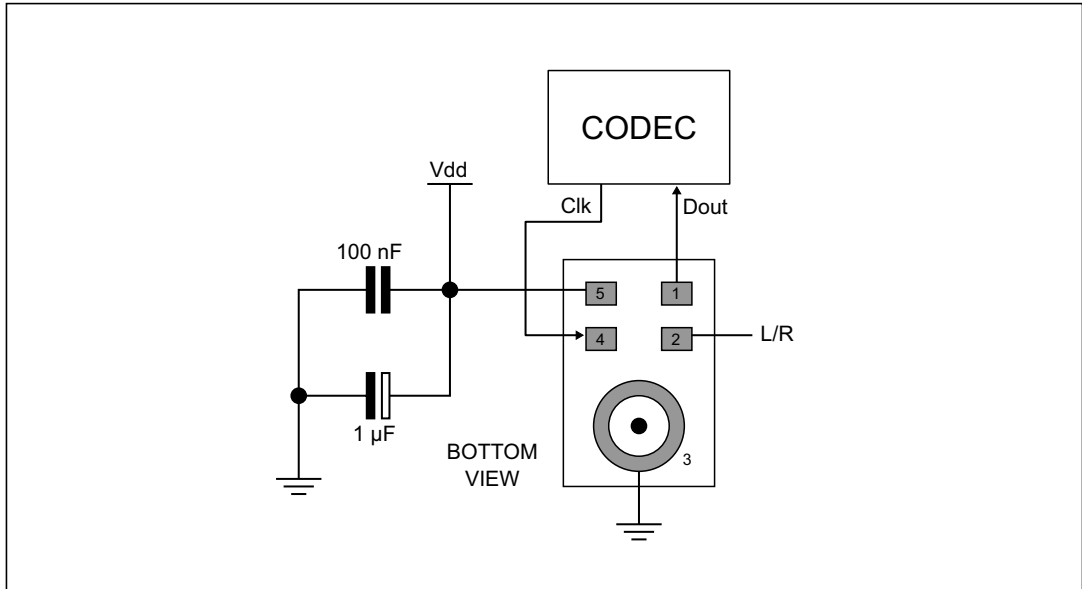 CODEC
Vdd
Clk
Dout
100 nF
5
1
4
2
L/R
1 µF
BOTTOM
VIEW
3